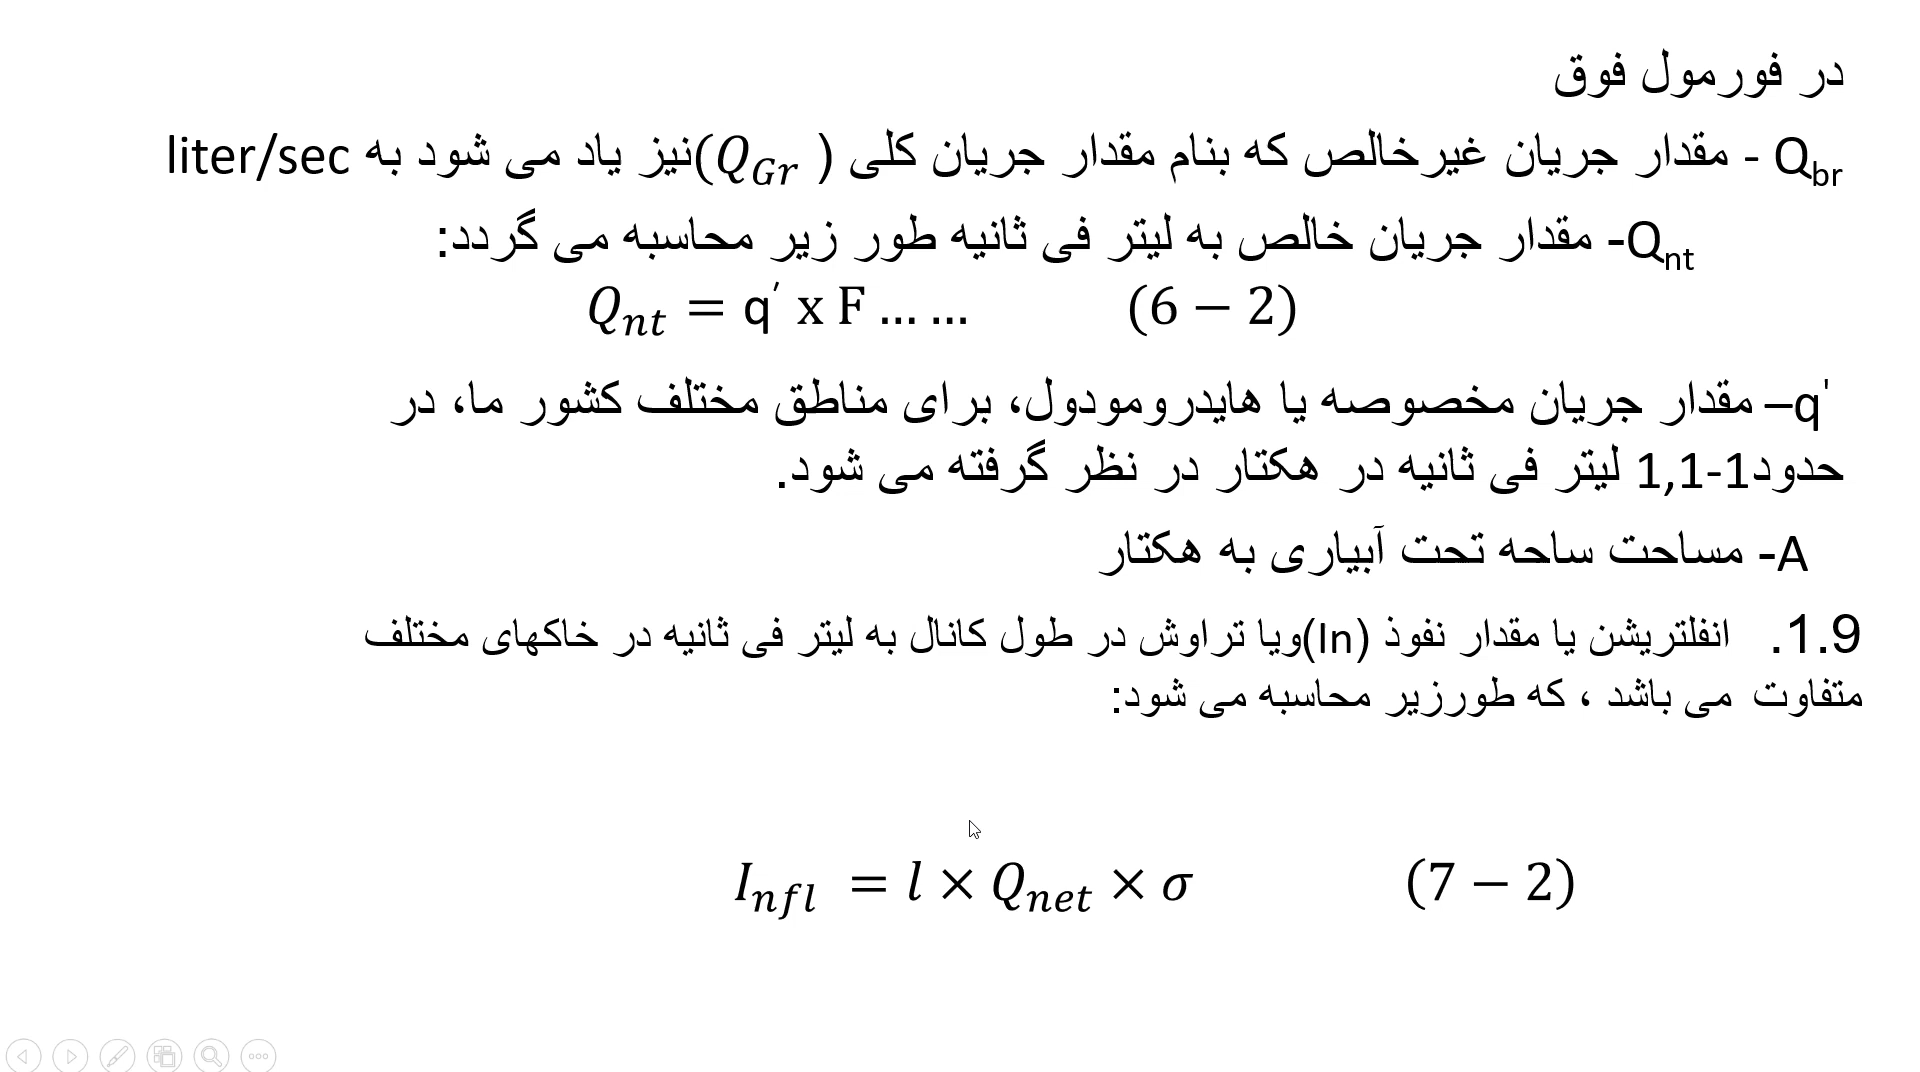 در فورمول فوق
Qbr - مقدار جریان غیرخالص که بنام مقدار جریان کلی ( QGr)نیز یاد می شود به liter/sec
Qnt- مقدار جریان خالص به لیتر فی ثانیه طور زیر محاسبه می گردد:
Qnt = q′ x F … … (6 − 2)
q'– مقدار جریان مخصوصه یا هایدرومودول، برای مناطق مختلف کشور ما، در
حدود1-1,1 لیتر فی ثانیه در هکتار در نظر گرفته می شود.
A- مساحت ساحه تحت آبیاری به هکتار
1.9. انفلتریشن یا مقدار نفوذ (In)ویا تراوش در طول کانال به لیتر فی ثانیه در خاکهای مختلف
متفاوت می باشد ، که طورزیر محاسبه می شود:
Infl = l × Qnet × σ (7 − 2)